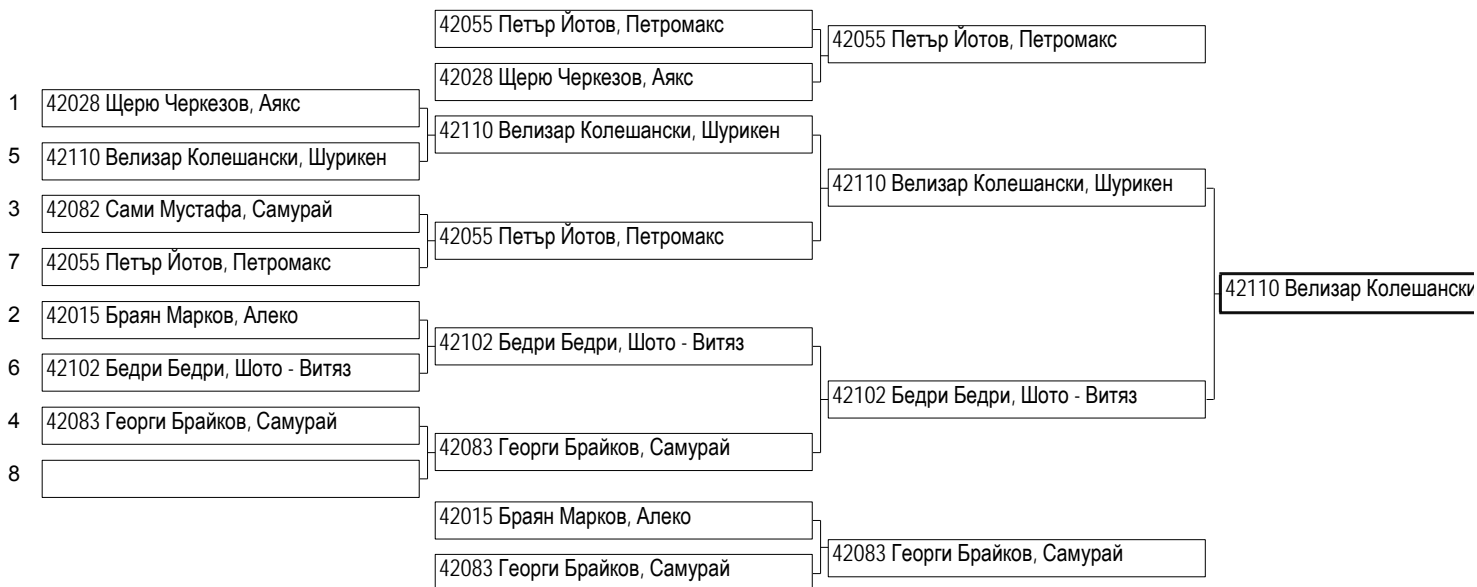 42055 Петър Йотов, Петромакс
42055 Петър Йотов, Петромакс
42028 Щерю Черкезов, Аякс
1 42028 Щерю Черкезов, Аякс
42110 Велизар Колешански, Шурикен
5 42110 Велизар Колешански, Шурикен
42110 Велизар Колешански, Шурикен
3 42082 Сами Мустафа, Самурай
42055 Петър Йотов, Петромакс
7 42055 Петър Йотов, Петромакс
42110 Велизар Колешански
2 42015 Браян Марков, Алеко
42102 Бедри Бедри, Шото - Витяз
6 42102 Бедри Бедри, Шото - Витяз
42102 Бедри Бедри, Шото - Витяз
4 42083 Георги Брайков, Самурай
42083 Георги Брайков, Самурай
8
42015 Браян Марков, Алеко
42083 Георги Брайков, Самурай
42083 Георги Брайков, Самурай